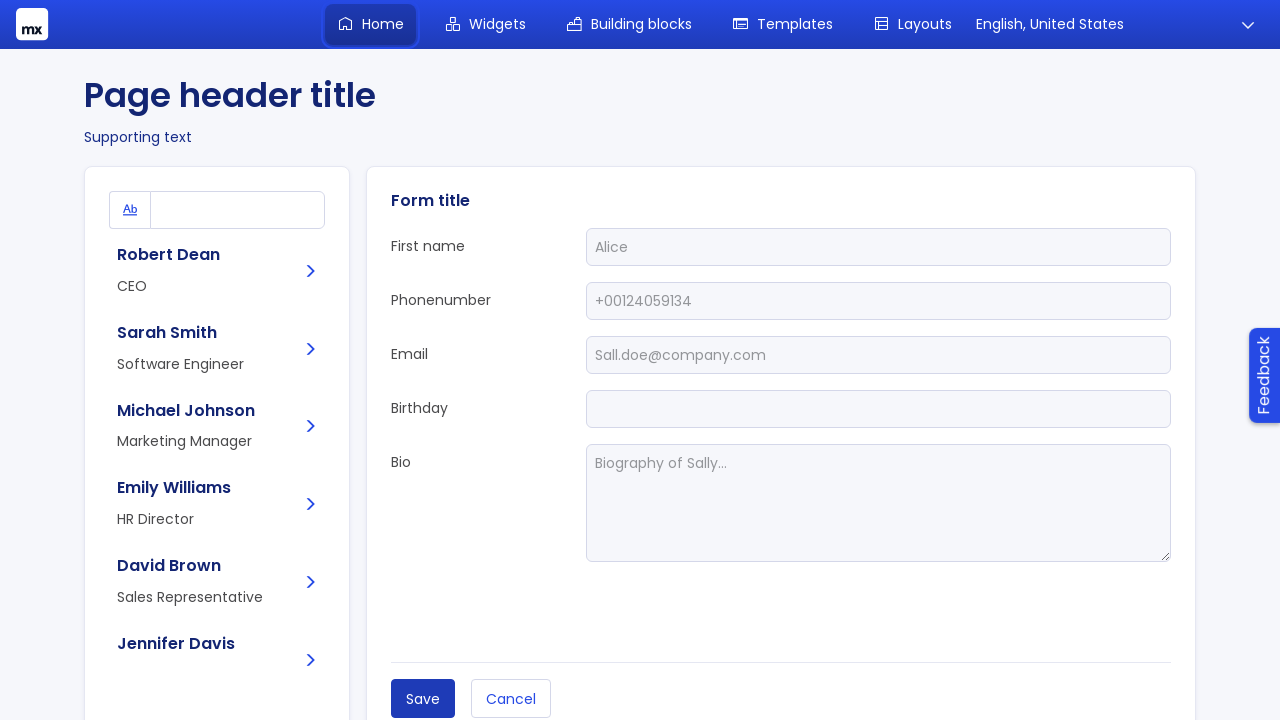 mx
Home
Widgets
Building blocks
Templates
Layouts
English, United States
Page header title
Supporting text
Ab
Robert Dean
CEO
Sarah Smith
Software Engineer
Michael Johnson
Marketing Manager
Emily Williams
HR Director
David Brown
Sales Representative
Jennifer Davis
Form title
First name
Alice
Phonenumber
+00124059134
Email
Sall.doe@company.com
Birthday
Bio
Biography of Sally...
Save
Cancel
Feedback